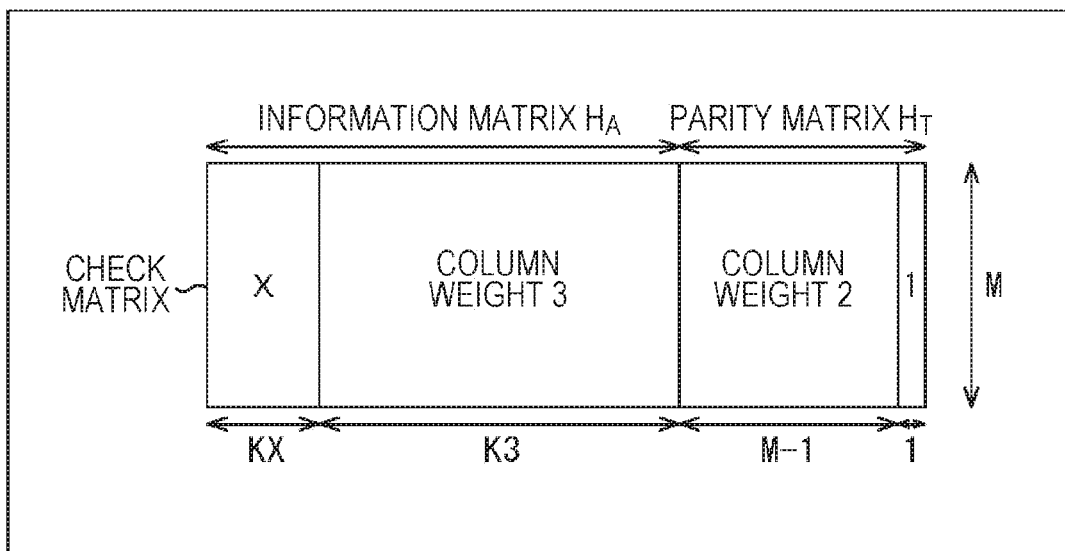 INFORMATION MATRIX HA
PARITY MATRIX HT
CHECK
MATRIX
X
COLUMN
WEIGHT 3
COLUMN
WEIGHT 2
1
M
KX
K3
M-1
1